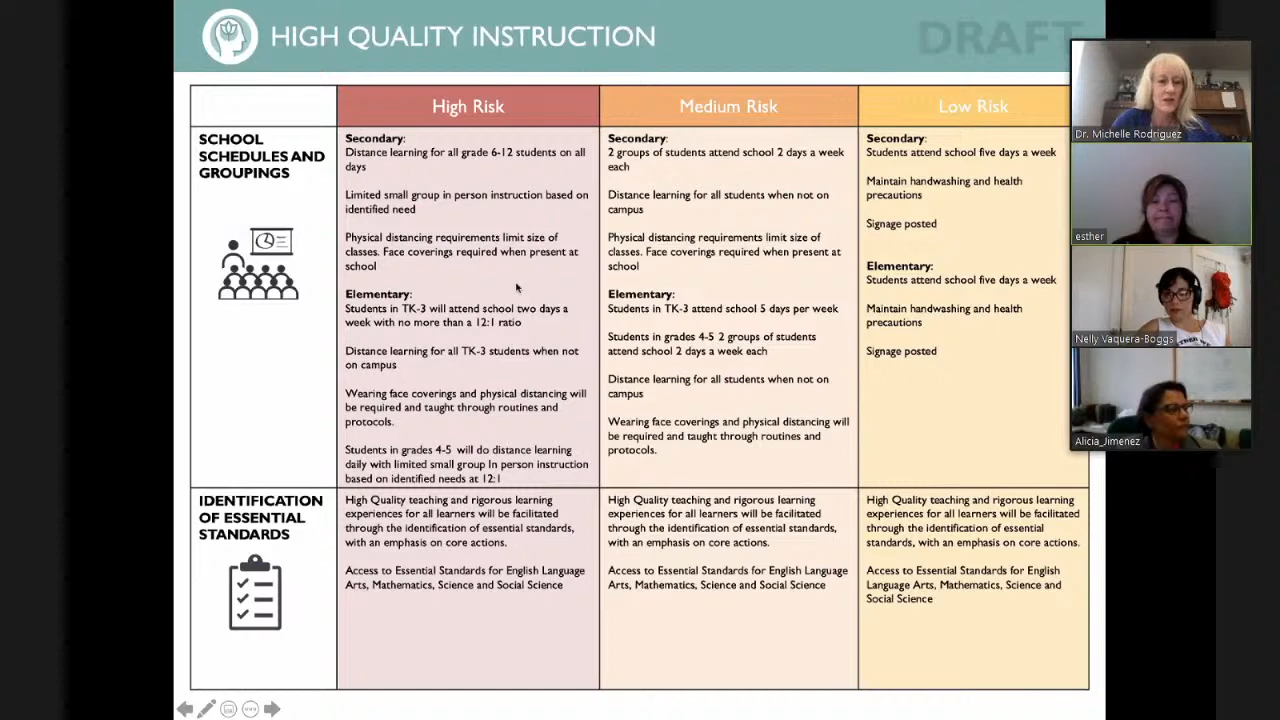 HIGH QUALITY INSTRUCTION
DRAFT
High Risk
Medium Risk
Low Risk
SCHOOL
SCHEDULES AND
GROUPINGS
Secondary:
Distance learning for all grade 6-12 students on all
days
Limited small group in person instruction based on
identified need
Physical distancing requirements limit size of
classes. Face coverings required when present at
school
Elementary:
Students in TK-3 will attend school two days a
week with no more than a 12:1 ratio
Distance learning for all TK-3 students when not
on campus
Wearing face coverings and physical distancing will
be required and taught through routines and
protocols.
Students in grades 4-5 will do distance learning
daily with limited small group In person instruction
based on identified needs at 12:1
Secondary:
2 groups of students attend school 2 days a week
each
Distance learning for all students when not on
campus
Physical distancing requirements limit size of
classes. Face coverings required when present at
school
Elementary:
Students in TK-3 attend school 5 days per week
Students in grades 4-5 2 groups of students
attend school 2 days a week each
Distance learning for all students when not on
campus
Wearing face coverings and physical distancing will
be required and taught through routines and
protocols.
Secondary:
Students attend school five days a week
Maintain handwashing and health
precautions
Signage posted
Elementary:
Students attend school five days a week
Maintain handwashing and health
precautions
Signage posted
IDENTIFICATION
OF ESSENTIAL
STANDARDS
High Quality teaching and rigorous learning
experiences for all learners will be facilitated
through the identification of essential standards,
with an emphasis on core actions.
Access to Essential Standards for English Language
Arts, Mathematics, Science and Social Science
High Quality teaching and rigorous learning
experiences for all learners will be facilitated
through the identification of essential standards,
with an emphasis on core actions.
Access to Essential Standards for English Language
Arts, Mathematics, Science and Social Science
High Quality teaching and rigorous learning
experiences for all learners will be facilitated
through the identification of essential
standards, with an emphasis on core actions.
Access to Essential Standards for English
Language Arts, Mathematics, Science and
Social Science
Dr. Michelle Rodriguez
esther
Nelly Vaquera-Boggs
Alicia_Jimenez